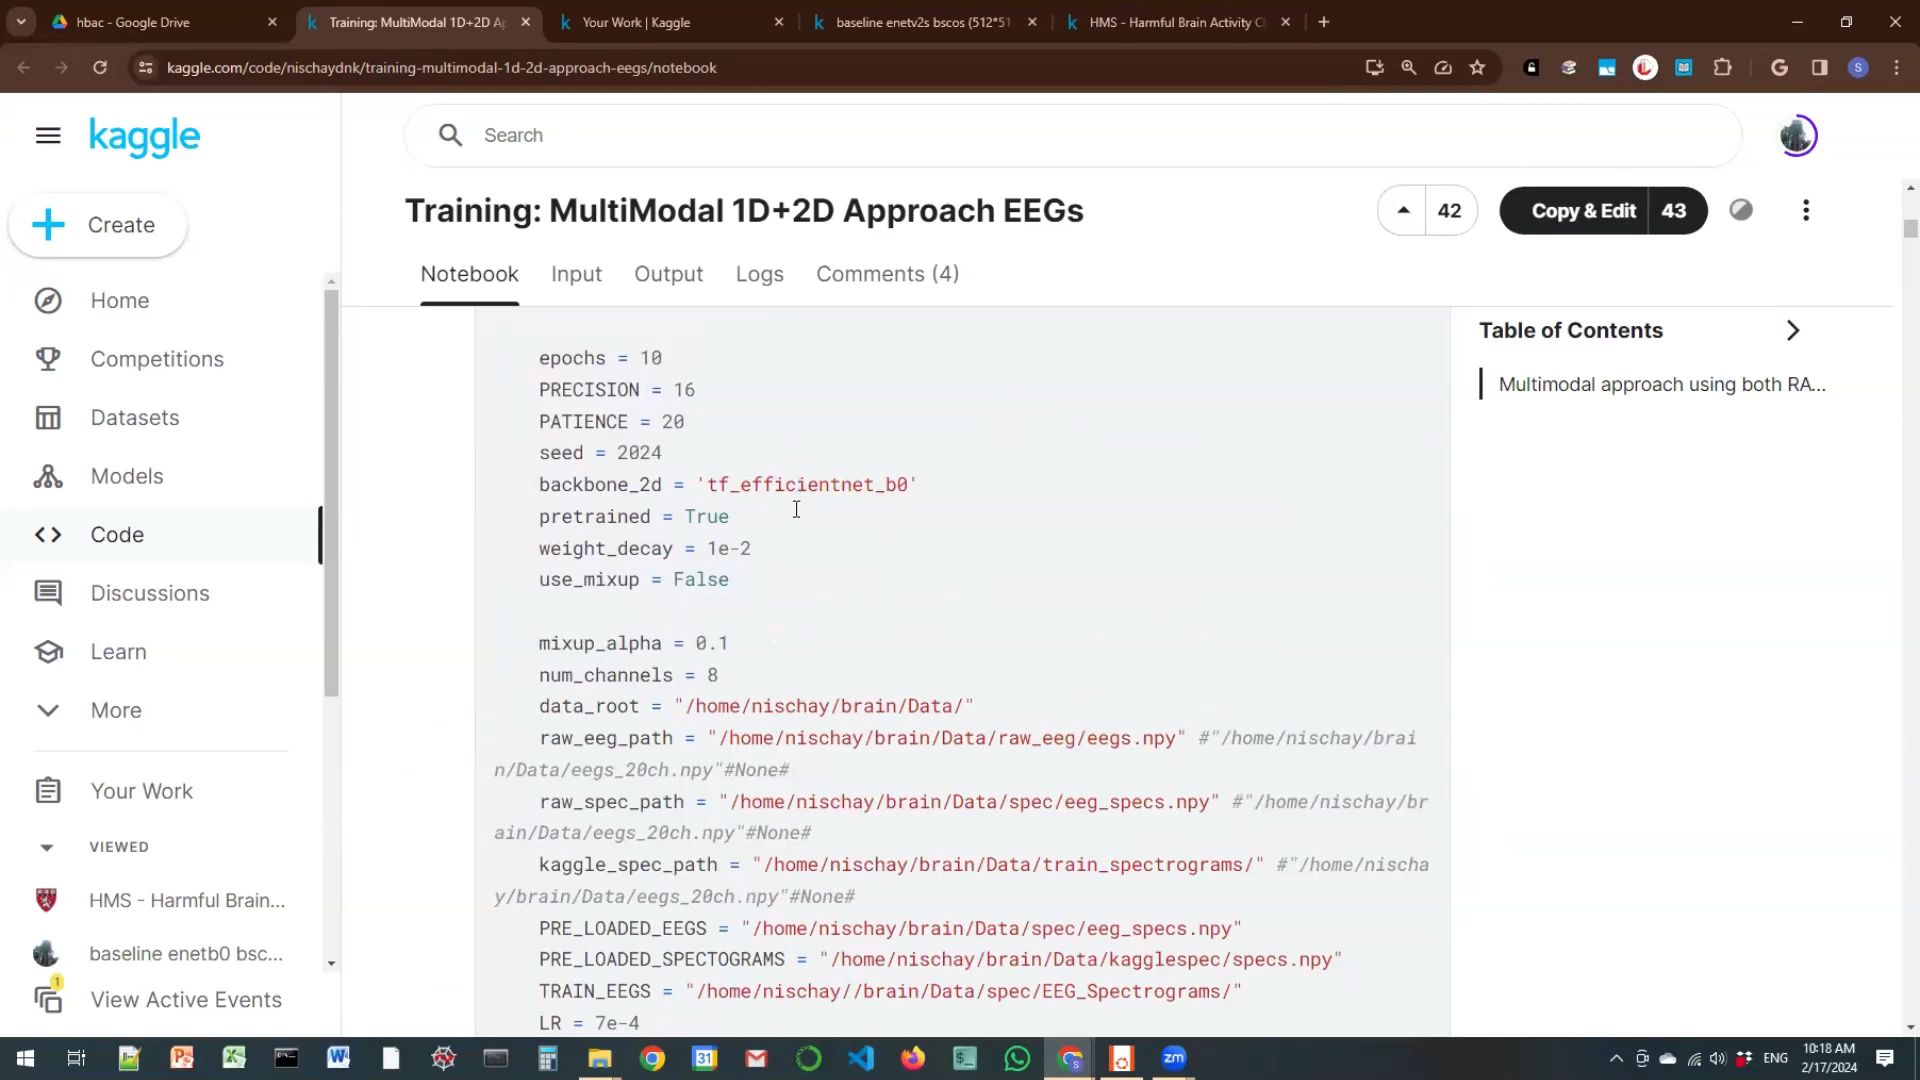 hbac - Google Drive
Training: MultiModal 1D+2D Ap
Your Work | Kaggle
baseline enetv2s bscos (512*51
HMS - Harmful Brain Activity Cl
kaggle.com/code/nischaydnk/training-multimodal-1d-2d-approach-eegs/notebook
G
S
kaggle
Search
Training: MultiModal 1D+2D Approach EEGs
42
Copy & Edit 43
Create
Notebook Input Output Logs Comments (4)
Home
Competitions
Datasets
Models
Code
Discussions
Learn
More
Your Work
VIEWED
HMS - Harmful Brain...
baseline enetb0 bsc...
1
View Active Events
epochs = 10
PRECISION = 16
PATIENCE = 20
seed = 2024
backbone_2d = 'tf_efficientnet_b0'
pretrained = True
weight_decay = 1e-2
use_mixup = False
mixup_alpha = 0.1
num_channels = 8
data_root = "/home/nischay/brain/Data/"
raw_eeg_path = "/home/nischay/brain/Data/raw_eeg/eegs.npy" #"/home/nischay/brai
n/Data/eegs_20ch.npy"#None#
raw_spec_path = "/home/nischay/brain/Data/spec/eeg_specs.npy" #"/home/nischay/br
ain/Data/eegs_20ch.npy"#None#
kaggle_spec_path = "/home/nischay/brain/Data/train_spectrograms/" #"/home/nischa
y/brain/Data/eegs_20ch.npy"#None#
PRE_LOADED_EEGS = "/home/nischay/brain/Data/spec/eeg_specs.npy"
PRE_LOADED_SPECTOGRAMS = "/home/nischay/brain/Data/kagglespec/specs.npy"
TRAIN_EEGS = "/home/nischay//brain/Data/spec/EEG_Spectrograms/"
LR = 7e-4
Table of Contents
Multimodal approach using both RA...
31
zm
ENG
10:18 AM
2/17/2024